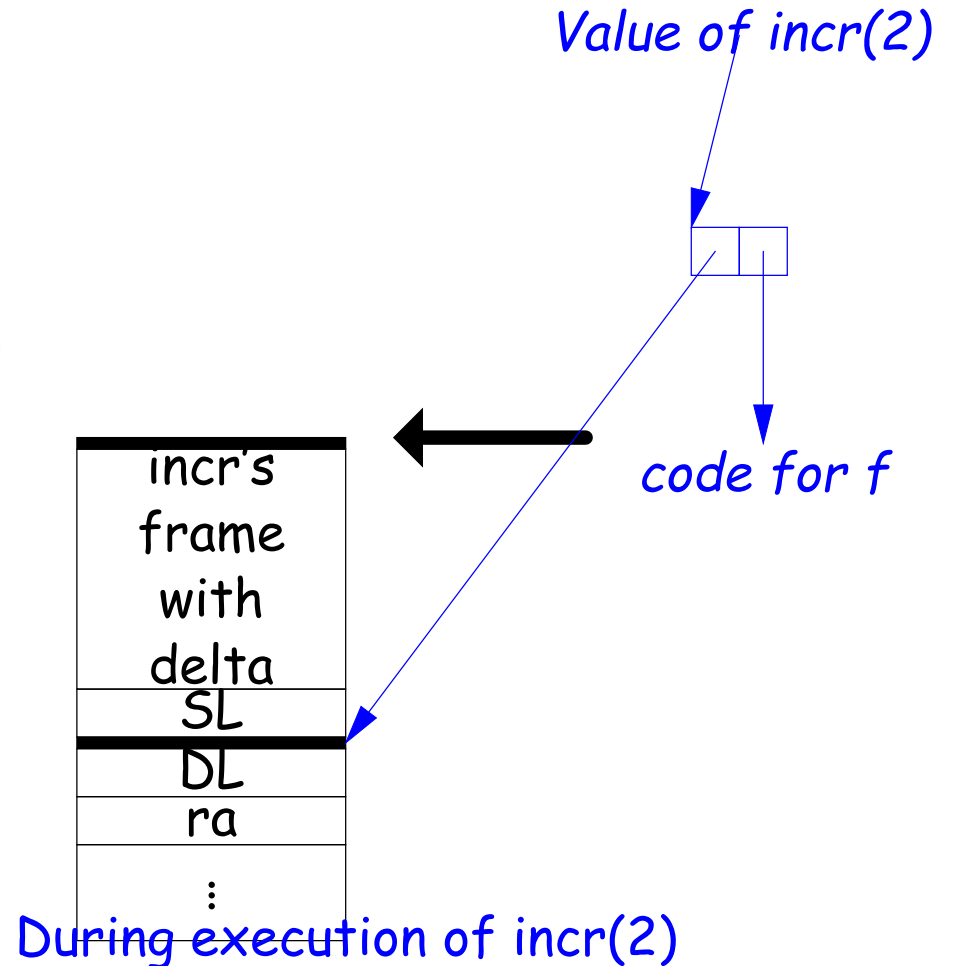 Value of incr(2)
code for f
incr's
frame
with
delta
SL
DL
ra
⋮
During execution of incr(2)